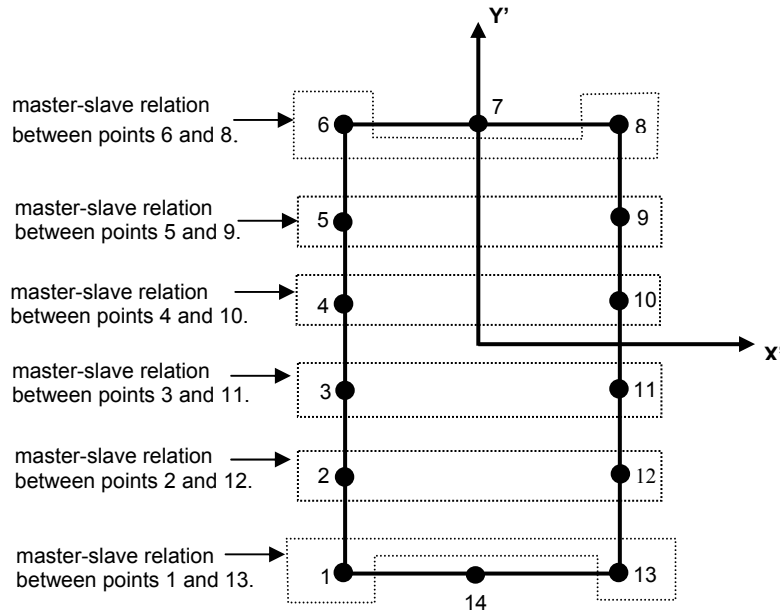 Y'
7
master-slave relation
between points 6 and 8.
6
8
master-slave relation
between points 5 and 9.
5
9
master-slave relation
between points 4 and 10.
4
10
X'
master-slave relation
between points 3 and 11.
3
11
master-slave relation
between points 2 and 12.
2
12
master-slave relation
between points 1 and 13.
1
13
14